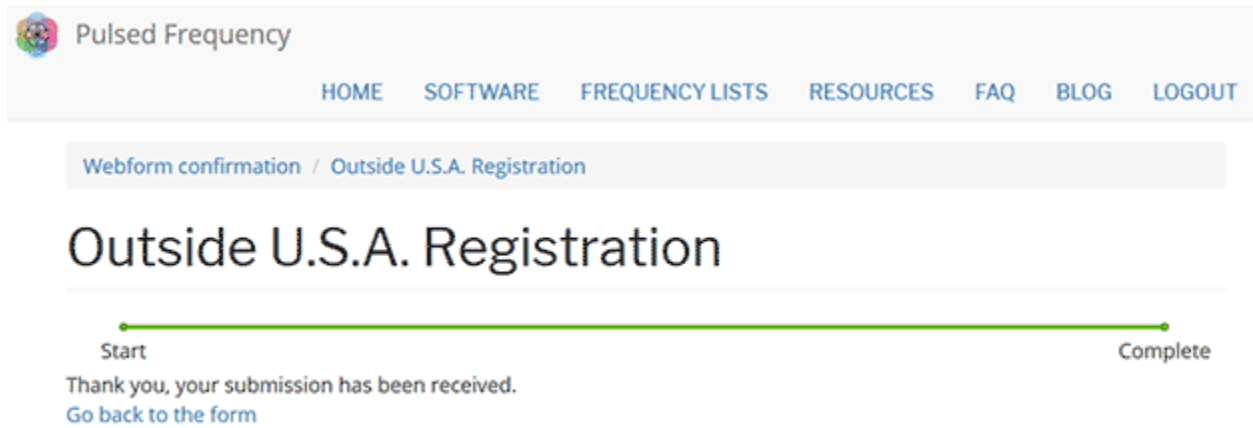 Pulsed Frequency
HOME SOFTWARE FREQUENCY LISTS RESOURCES FAQ BLOG LOGOUT
Webform confirmation / Outside U.S.A. Registration
Outside U.S.A. Registration
Start Complete
Thank you, your submission has been received.
Go back to the form